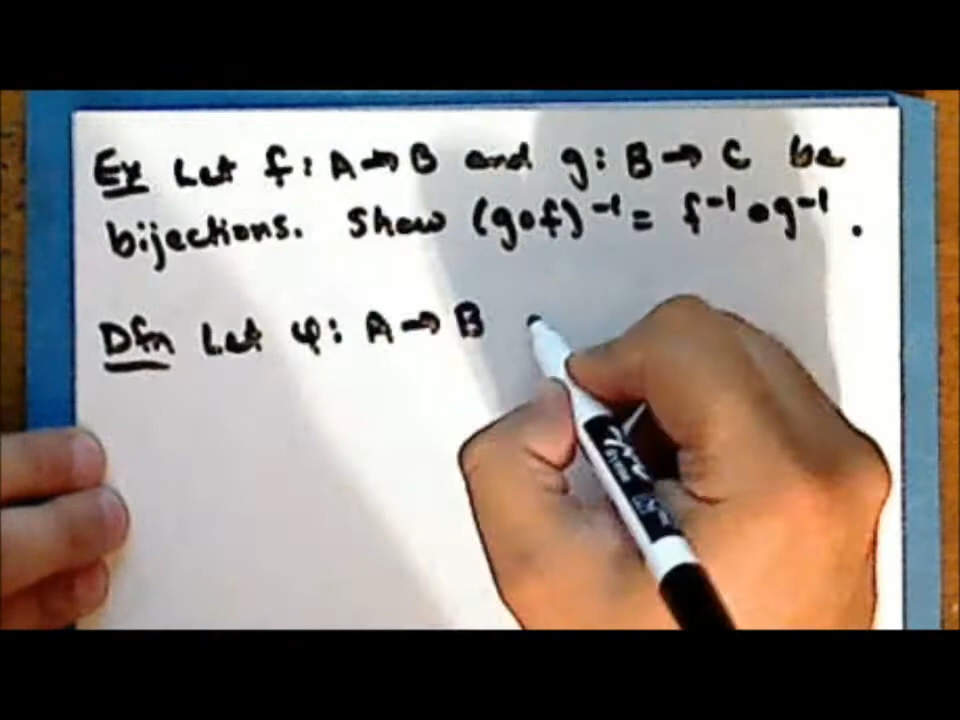 Ex Let f: A→B and g: B→C be
bijections. Show (g∘f)⁻¹ = f⁻¹∘g⁻¹.
Dfn Let φ: A→B